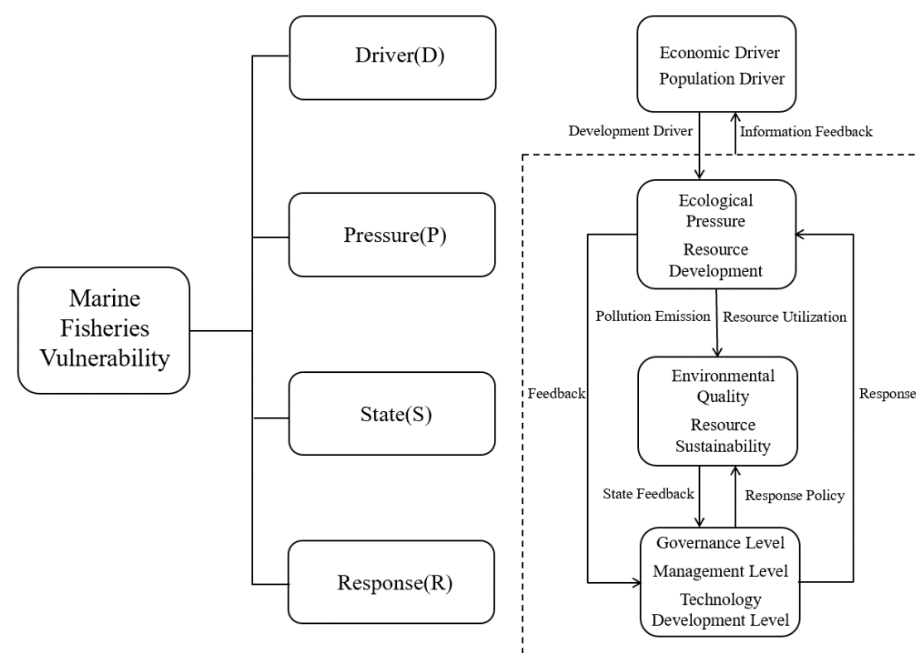 Marine
Fisheries
Vulnerability
Driver(D)
Pressure(P)
State(S)
Response(R)
Economic Driver
Population Driver
Development Driver
Information Feedback
Ecological
Pressure
Resource
Development
Pollution Emission
Resource Utilization
Environmental
Quality
Resource
Sustainability
Feedback
Response
State Feedback
Response Policy
Governance Level
Management Level
Technology
Development Level